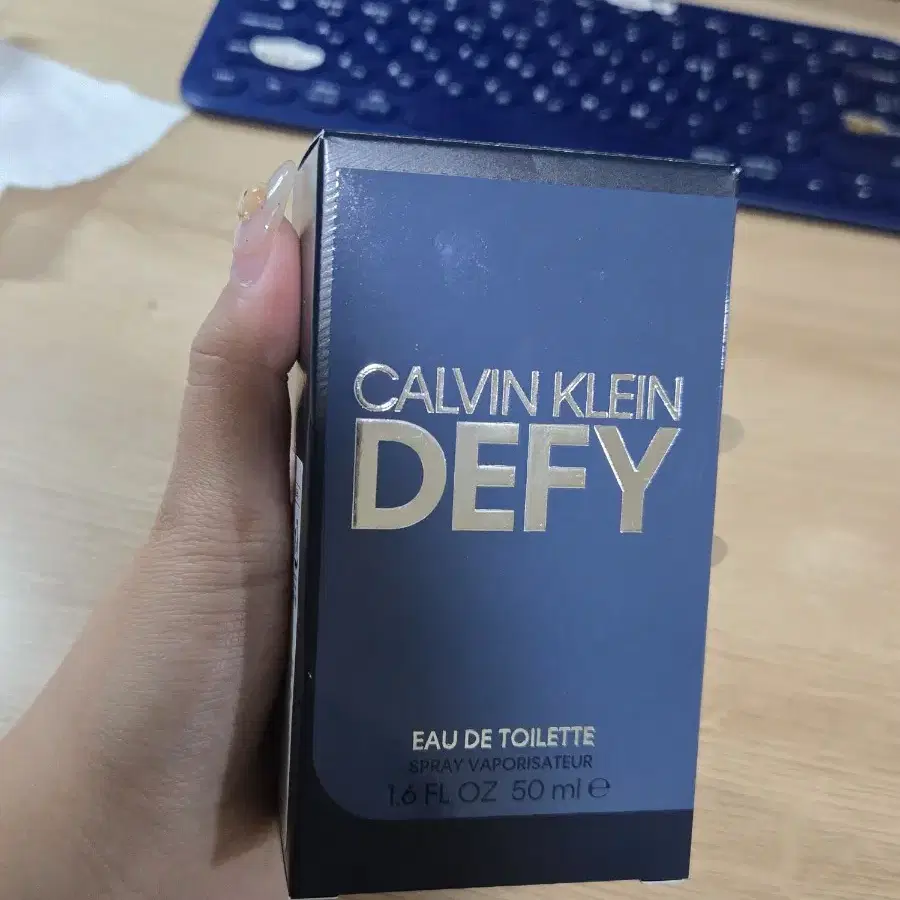 CALVIN KLEIN
DEFY
EAU DE TOILETTE
SPRAY VAPORISATEUR
1.6 FL OZ 50 ml ℮